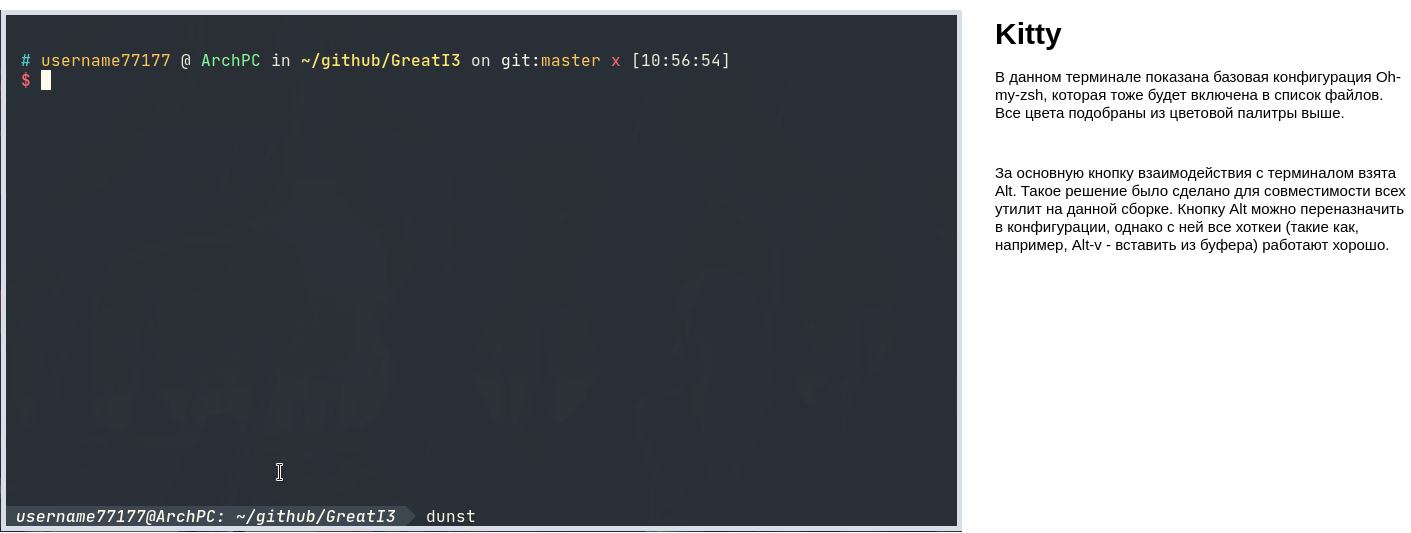 # username77177 @ ArchPC in ~/github/GreatI3 on git:master x [10:56:54]
$
username77177@ArchPC: ~/github/GreatI3 dunst
Kitty
В данном терминале показана базовая конфигурация Oh-
my-zsh, которая тоже будет включена в список файлов.
Все цвета подобраны из цветовой палитры выше.
За основную кнопку взаимодействия с терминалом взята
Alt. Такое решение было сделано для совместимости всех
утилит на данной сборке. Кнопку Alt можно переназначить
в конфигурации, однако с ней все хоткеи (такие как,
например, Alt-v - вставить из буфера) работают хорошо.